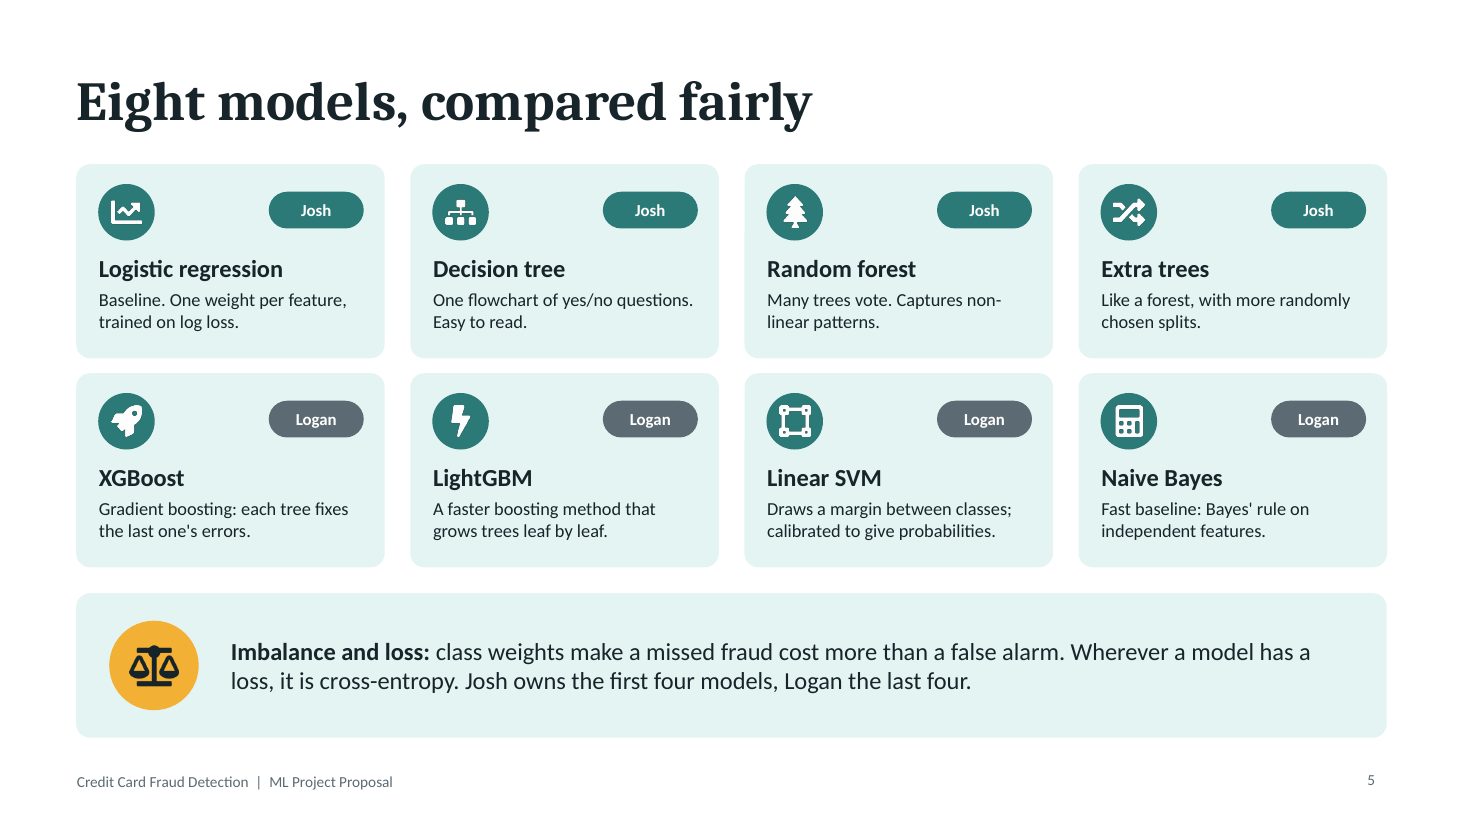 Eight models, compared fairly
Josh
Logistic regression
Baseline. One weight per feature,
trained on log loss.
Josh
Decision tree
One flowchart of yes/no questions.
Easy to read.
Josh
Random forest
Many trees vote. Captures non-
linear patterns.
Josh
Extra trees
Like a forest, with more randomly
chosen splits.
Logan
XGBoost
Gradient boosting: each tree fixes
the last one's errors.
Logan
LightGBM
A faster boosting method that
grows trees leaf by leaf.
Logan
Linear SVM
Draws a margin between classes;
calibrated to give probabilities.
Logan
Naive Bayes
Fast baseline: Bayes' rule on
independent features.
Imbalance and loss: class weights make a missed fraud cost more than a false alarm. Wherever a model has a
loss, it is cross-entropy. Josh owns the first four models, Logan the last four.
Credit Card Fraud Detection | ML Project Proposal
5